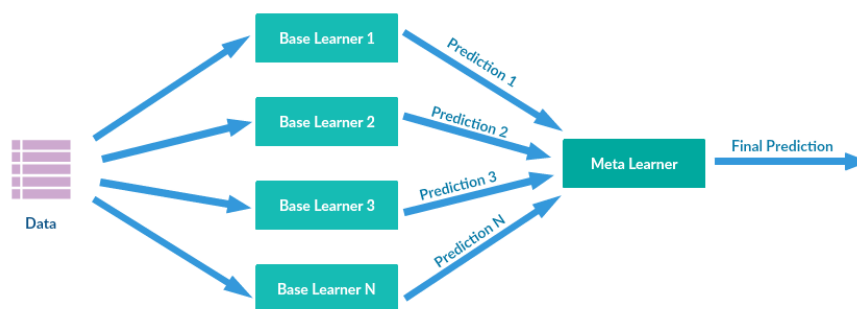 Base Learner 1
Prediction 1
Base Learner 2
Prediction 2
Meta Learner
Final Prediction
Data
Base Learner 3
Prediction 3
Base Learner N
Prediction N